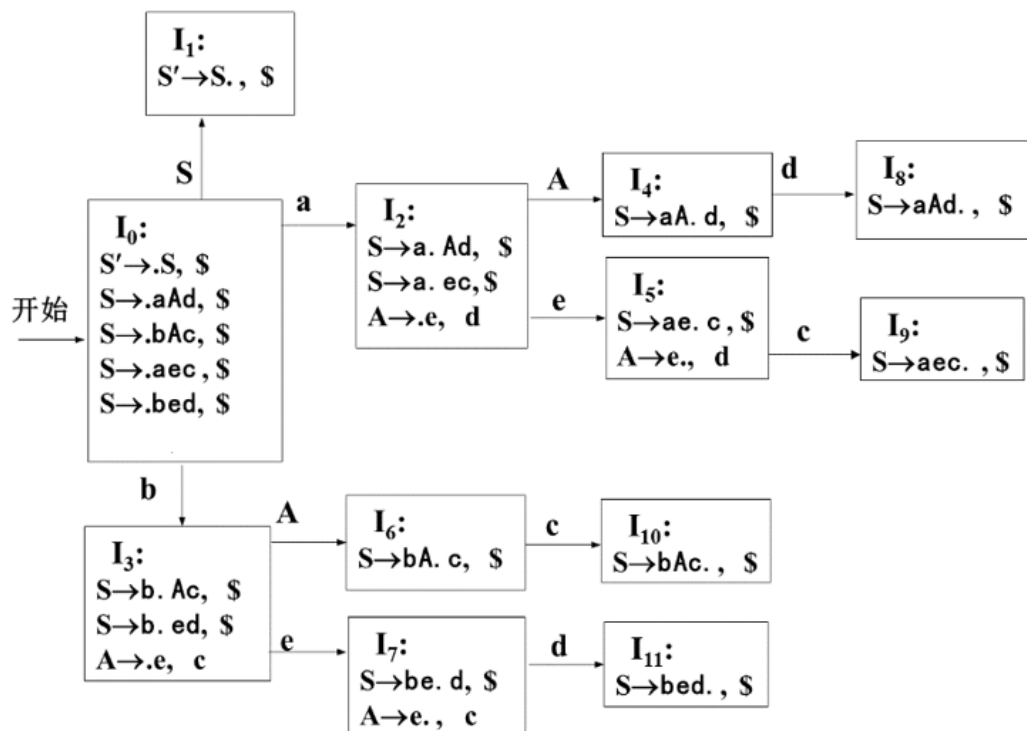 I₁:
S′→S., $
S
I₀:
S′→.S, $
S→.aAd, $
S→.bAc, $
S→.aec, $
S→.bed, $
开始
a
I₂:
S→a.Ad, $
S→a.ec,$
A→.e, d
A
I₄:
S→aA.d, $
d
I₈:
S→aAd., $
e
I₅:
S→ae.c,$
A→e., d
c
I₉:
S→aec.,$
b
I₃:
S→b.Ac, $
S→b.ed, $
A→.e, c
A
I₆:
S→bA.c, $
c
I₁₀:
S→bAc., $
e
I₇:
S→be.d, $
A→e., c
d
I₁₁:
S→bed., $